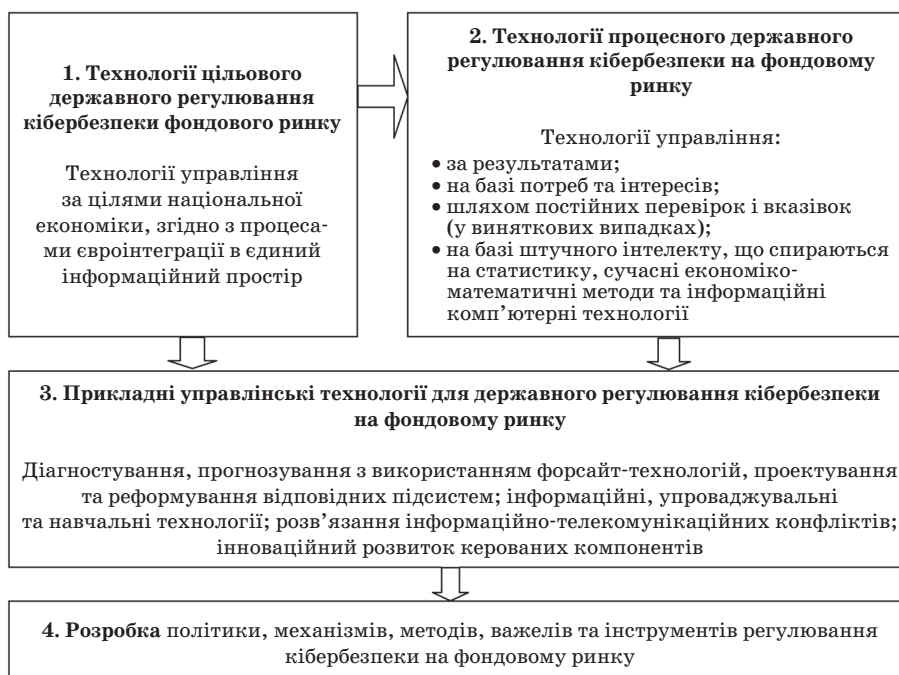 1. Технології цільового
державного регулювання
кібербезпеки фондового ринку
Технології управління
за цілями національної
економіки, згідно з процеса-
ми євроінтеграції в єдиний
інформаційний простір
2. Технології процесного державного
регулювання кібербезпеки на фондовому
ринку
Технології управління:
• за результатами;
• на базі потреб та інтересів;
• шляхом постійних перевірок і вказівок
(у виняткових випадках);
• на базі штучного інтелекту, що спираються
на статистику, сучасні економіко-
математичні методи та інформаційні
комп’ютерні технології
3. Прикладні управлінські технології для державного регулювання кібербезпеки
на фондовому ринку
Діагностування, прогнозування з використанням форсайт-технологій, проектування
та реформування відповідних підсистем; інформаційні, упроваджувальні
та навчальні технології; розв’язання інформаційно-телекомунікаційних конфліктів;
інноваційний розвиток керованих компонентів
4. Розробка політики, механізмів, методів, важелів та інструментів регулювання
кібербезпеки на фондовому ринку